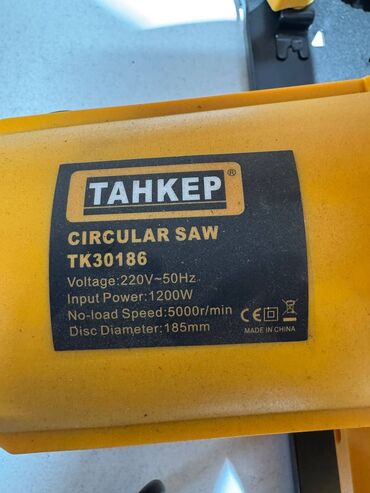 ТАНКЕР®
CIRCULAR SAW
TK30186
Voltage:220V~50Hz
Input Power:1200W
No-load Speed:5000r/min
Disc Diameter:185mm
CE
MADE IN CHINA